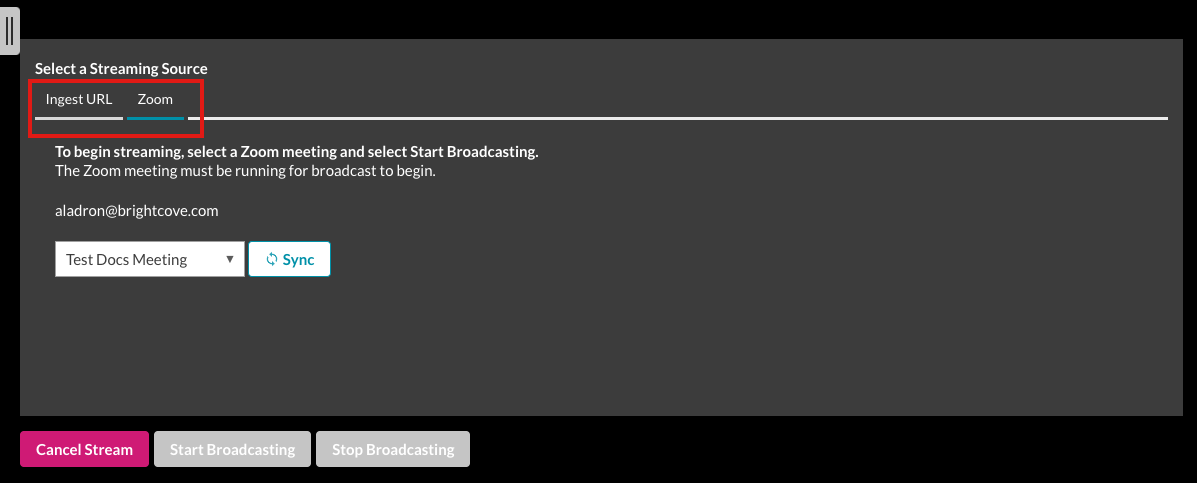 Select a Streaming Source
Ingest URL Zoom
To begin streaming, select a Zoom meeting and select Start Broadcasting.
The Zoom meeting must be running for broadcast to begin.
aladron@brightcove.com
Test Docs Meeting Sync
Cancel Stream Start Broadcasting Stop Broadcasting